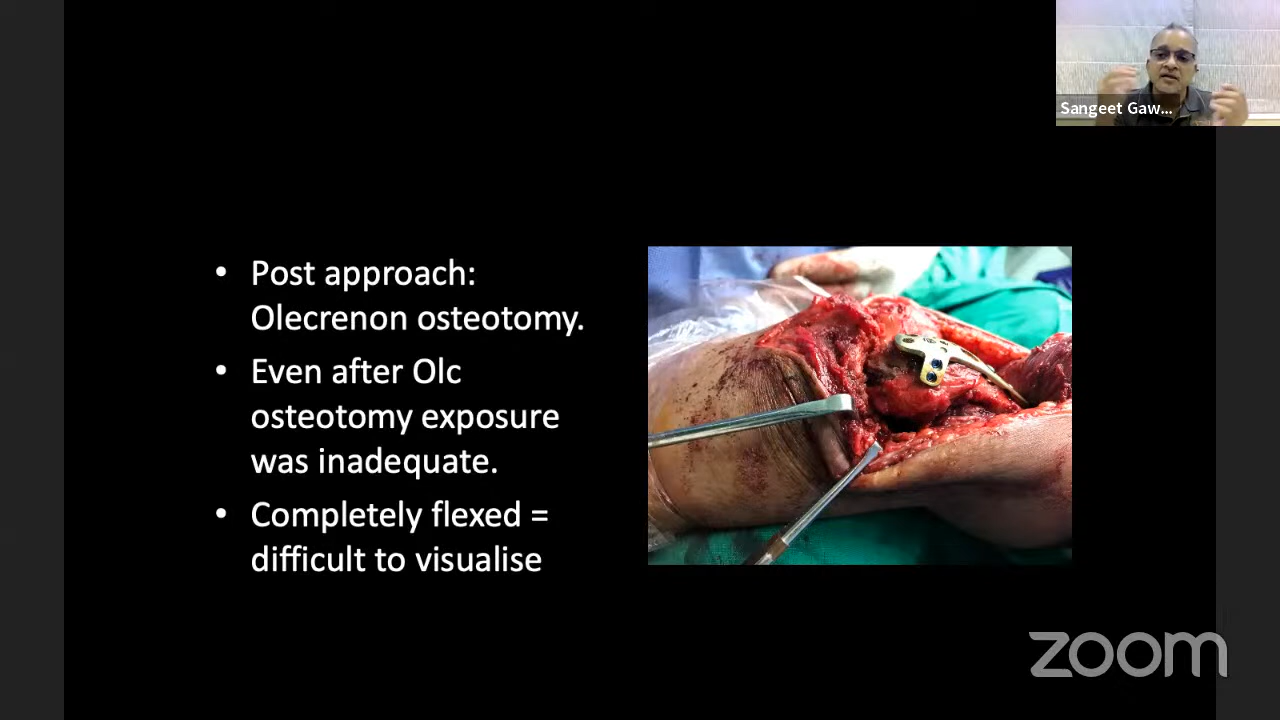 Sangeet Gaw...
• Post approach:
Olecrenon osteotomy.
• Even after Olc
osteotomy exposure
was inadequate.
• Completely flexed =
difficult to visualise
zoom